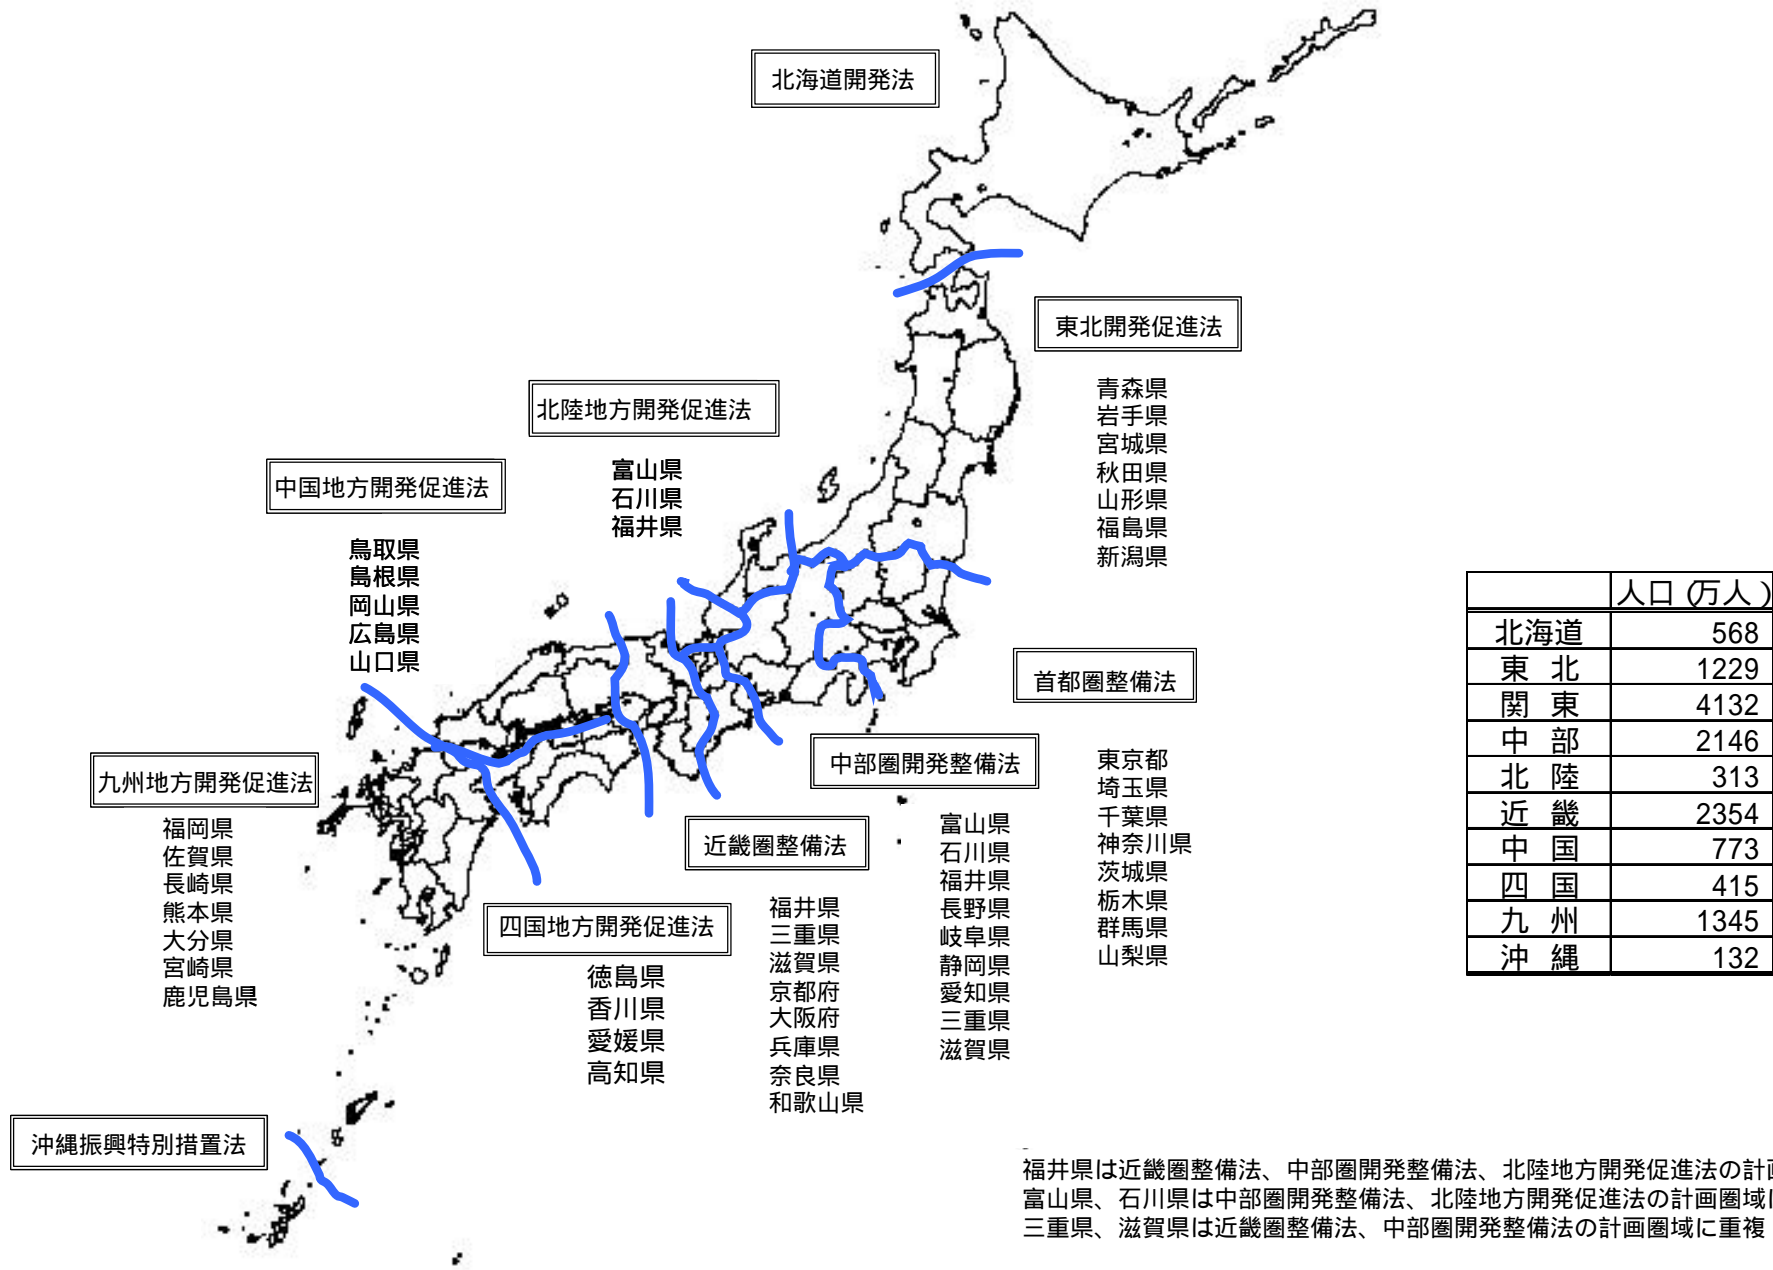 北海道開発法
東北開発促進法
青森県
岩手県
宮城県
秋田県
山形県
福島県
新潟県
北陸地方開発促進法
富山県
石川県
福井県
中国地方開発促進法
鳥取県
島根県
岡山県
広島県
山口県
首都圏整備法
東京都
埼玉県
千葉県
神奈川県
茨城県
栃木県
群馬県
山梨県
中部圏開発整備法
富山県
石川県
福井県
長野県
岐阜県
静岡県
愛知県
三重県
滋賀県
近畿圏整備法
福井県
三重県
滋賀県
京都府
大阪府
兵庫県
奈良県
和歌山県
九州地方開発促進法
福岡県
佐賀県
長崎県
熊本県
大分県
宮崎県
鹿児島県
四国地方開発促進法
徳島県
香川県
愛媛県
高知県
沖縄振興特別措置法
人口(万人)
北海道 568
東北 1229
関東 4132
中部 2146
北陸 313
近畿 2354
中国 773
四国 415
九州 1345
沖縄 132
福井県は近畿圏整備法、中部圏開発整備法、北陸地方開発促進法の計画
富山県、石川県は中部圏開発整備法、北陸地方開発促進法の計画圏域に
三重県、滋賀県は近畿圏整備法、中部圏開発整備法の計画圏域に重複